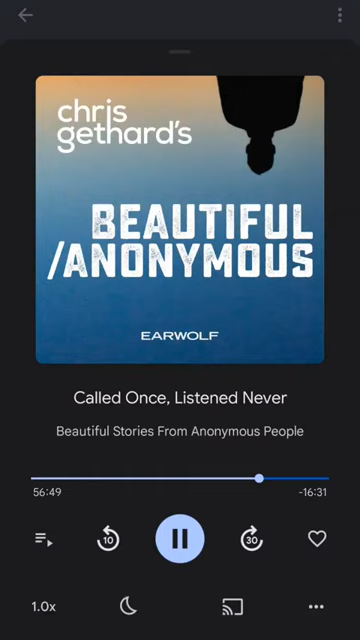 chris
gethard's
BEAUTIFUL
/ANONYMOUS
EARWOLF
Called Once, Listened Never
Beautiful Stories From Anonymous People
56:49
-16:31
10
30
1.0x